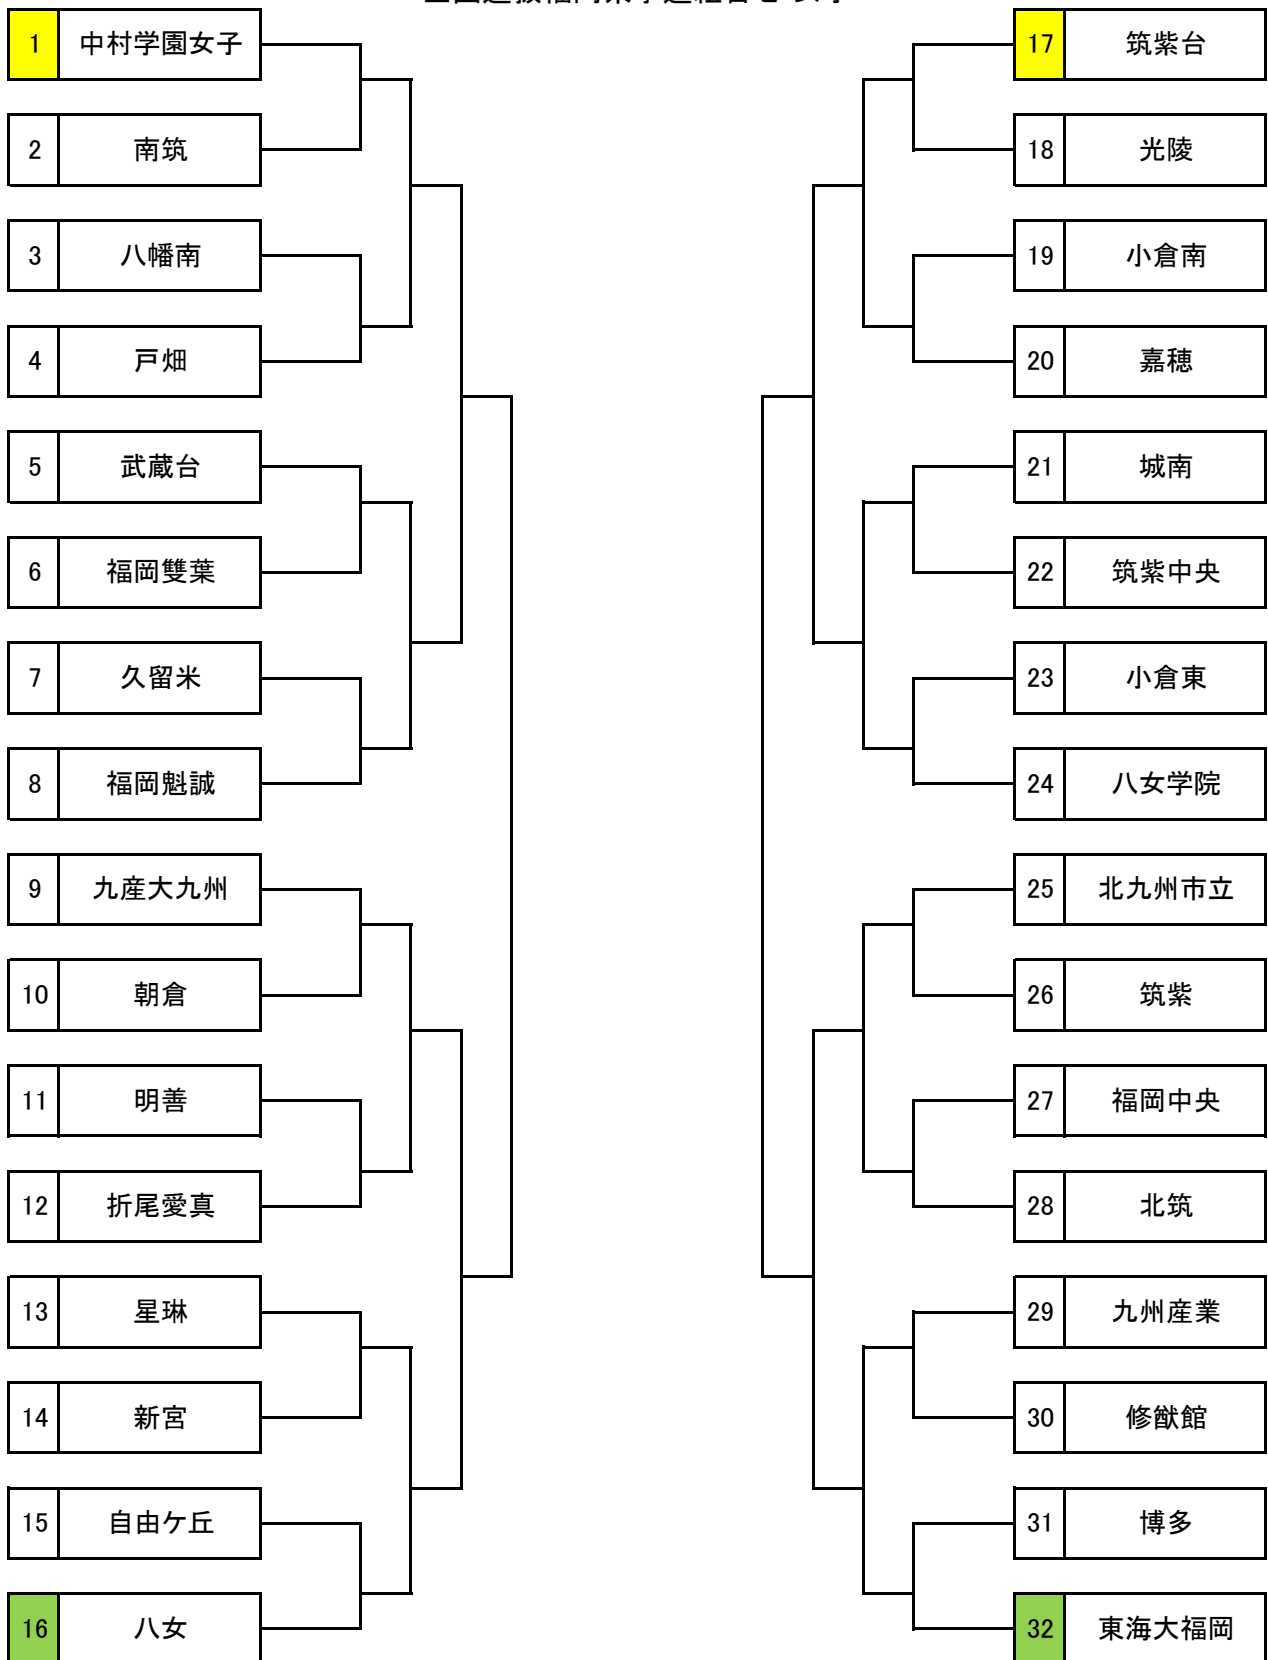 1 中村学園女子
2 南筑
3 八幡南
4 戸畑
5 武蔵台
6 福岡雙葉
7 久留米
8 福岡魁誠
9 九産大九州
10 朝倉
11 明善
12 折尾愛真
13 星琳
14 新宮
15 自由ケ丘
16 八女
17 筑紫台
18 光陵
19 小倉南
20 嘉穂
21 城南
22 筑紫中央
23 小倉東
24 八女学院
25 北九州市立
26 筑紫
27 福岡中央
28 北筑
29 九州産業
30 修猷館
31 博多
32 東海大福岡